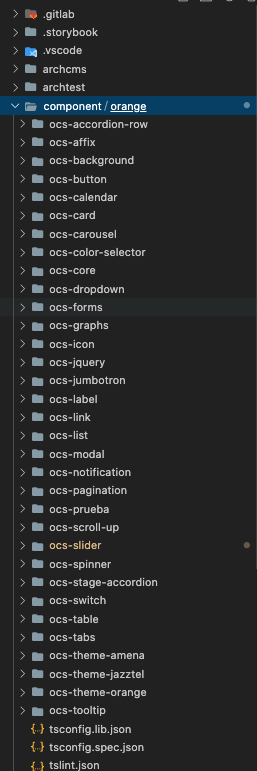 .gitlab
.storybook
.vscode
archcms
archtest
component / orange
ocs-accordion-row
ocs-affix
ocs-background
ocs-button
ocs-calendar
ocs-card
ocs-carousel
ocs-color-selector
ocs-core
ocs-dropdown
ocs-forms
ocs-graphs
ocs-icon
ocs-jquery
ocs-jumbotron
ocs-label
ocs-link
ocs-list
ocs-modal
ocs-notification
ocs-pagination
ocs-prueba
ocs-scroll-up
ocs-slider
ocs-spinner
ocs-stage-accordion
ocs-switch
ocs-table
ocs-tabs
ocs-theme-amena
ocs-theme-jazztel
ocs-theme-orange
ocs-tooltip
{..} tsconfig.lib.json
{..} tsconfig.spec.json
{..} tslint.json